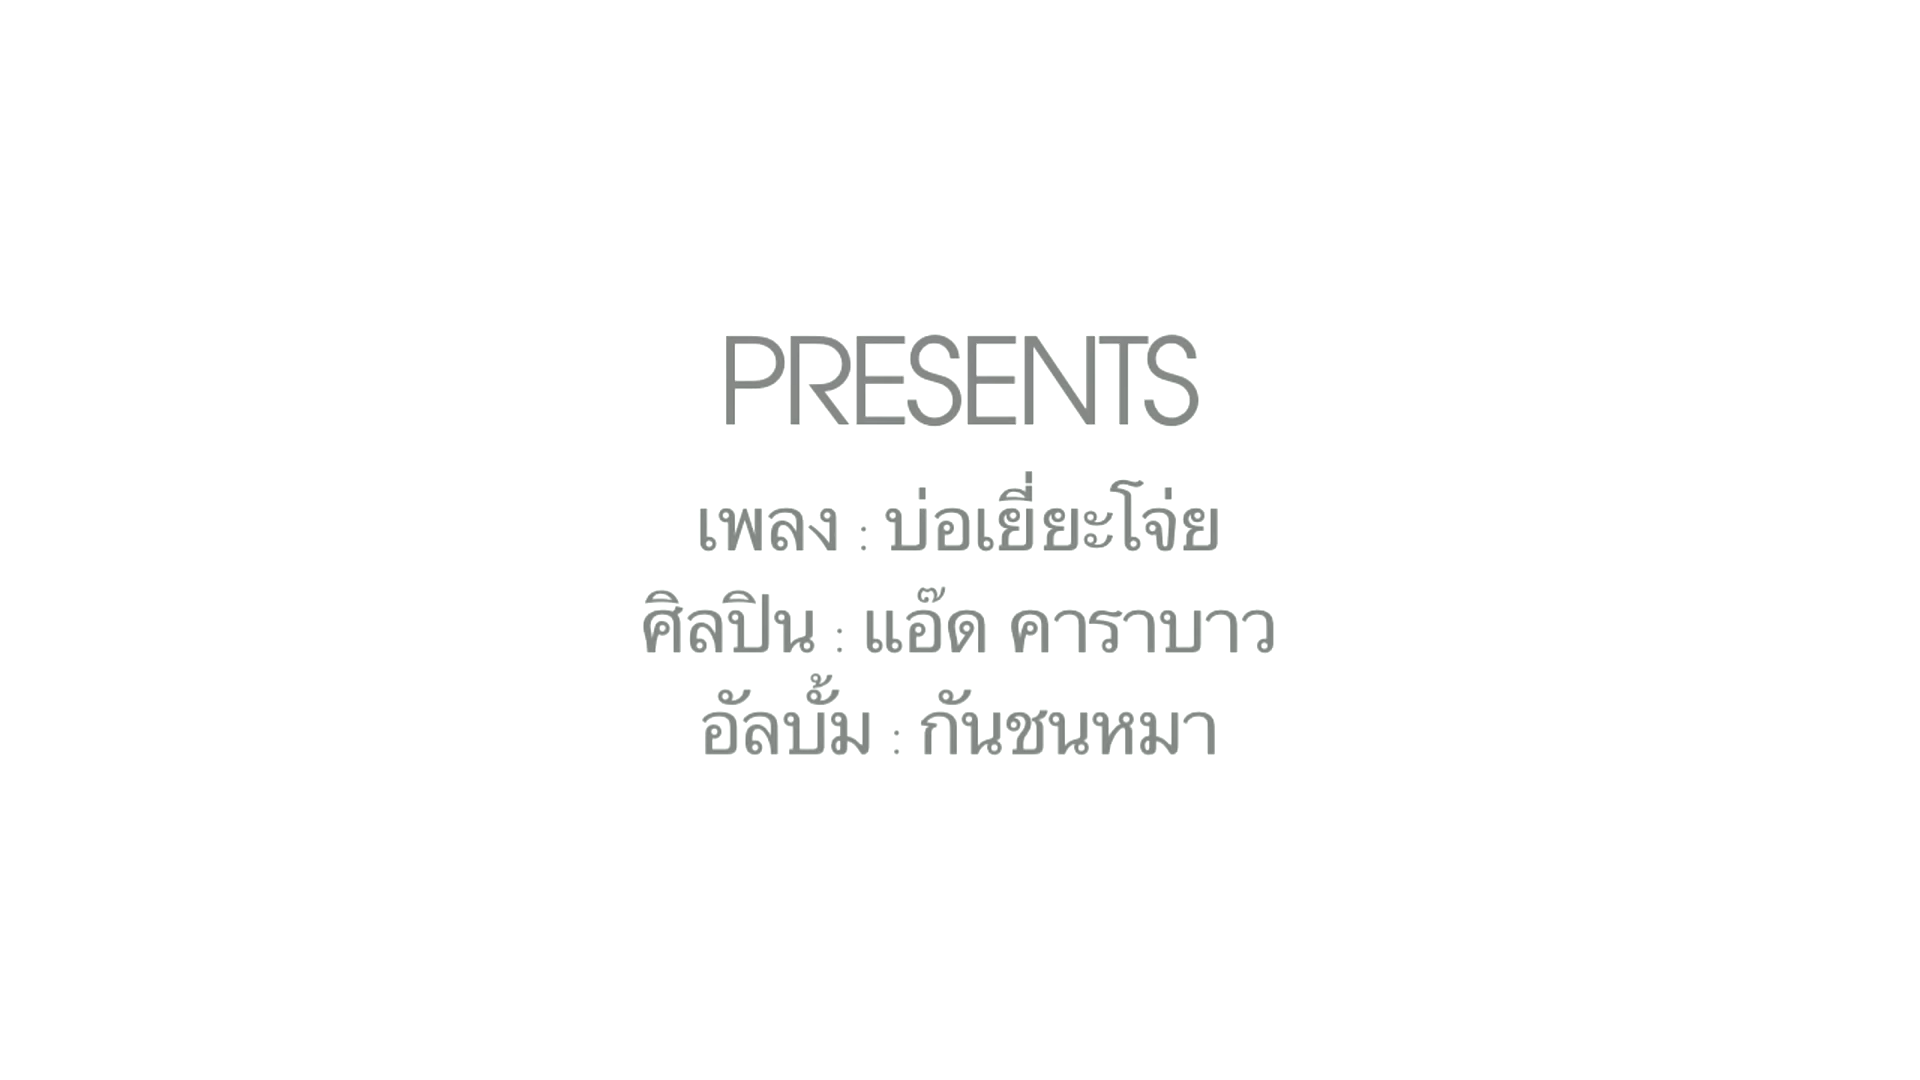 PRESENTS
เพลง : บ่อเยี่ยะโจ่ย
ศิลปิน : แอ๊ด คาราบาว
อัลบั้ม : กันชนหมา